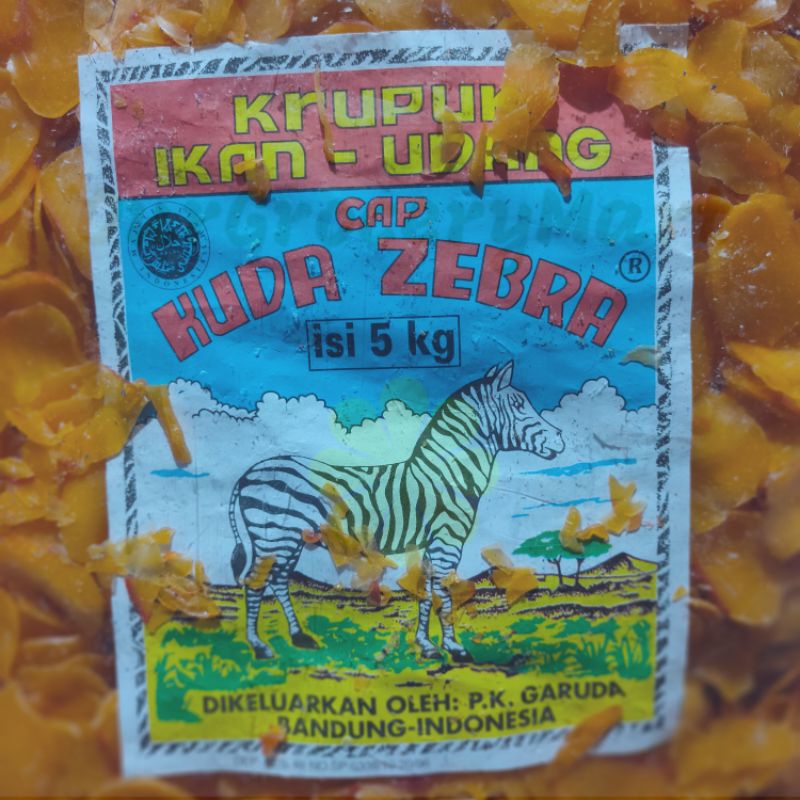 KRUPUK
IKAN - UDANG
CAP
KUDA ZEBRA ®
isi 5 kg
DIKELUARKAN OLEH: P.K. GARUDA
BANDUNG-INDONESIA